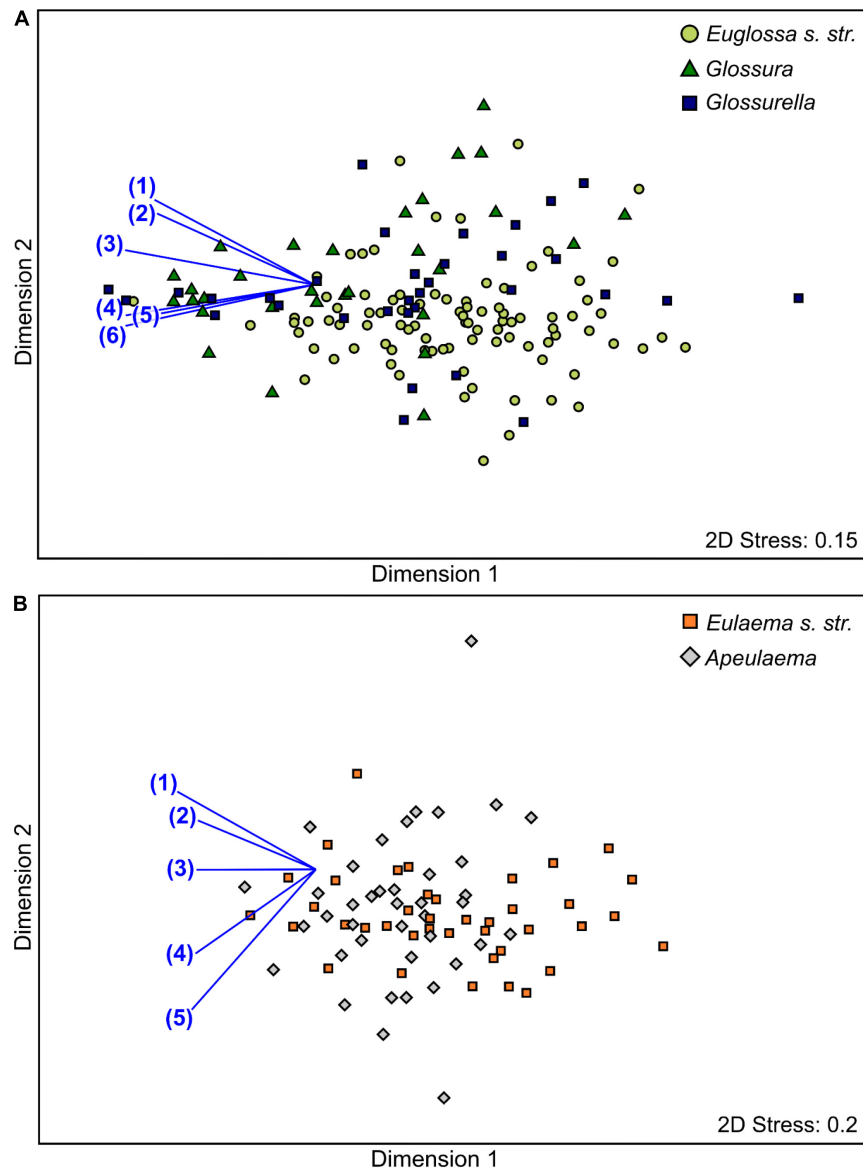 A
Euglossa s. str.
Glossura
Glossurella
(1)
(2)
(3)
(4)
(5)
(6)
Dimension 2
2D Stress: 0.15
Dimension 1
B
Eulaema s. str.
Apeulaema
(1)
(2)
(3)
(4)
(5)
Dimension 2
2D Stress: 0.2
Dimension 1